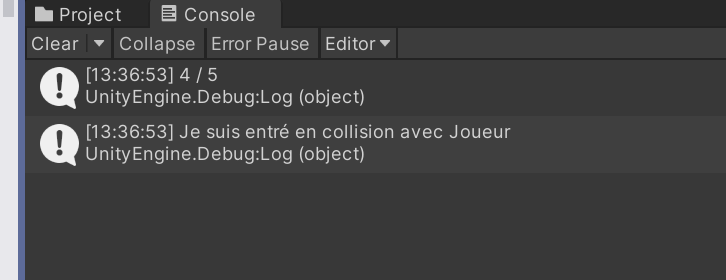 Project
Console
Clear
Collapse
Error Pause
Editor
[13:36:53] 4 / 5
UnityEngine.Debug:Log (object)
[13:36:53] Je suis entré en collision avec Joueur
UnityEngine.Debug:Log (object)